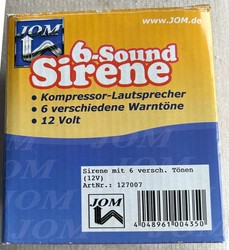 www.JOM.de
JOM
6-Sound
Sirene
• Kompressor-Lautsprecher
• 6 verschiedene Warntöne
• 12 Volt
JOM
Sirene mit 6 versch. Tönen
(12V)
ArtNr.: 127007
JOM
4 048961 004350